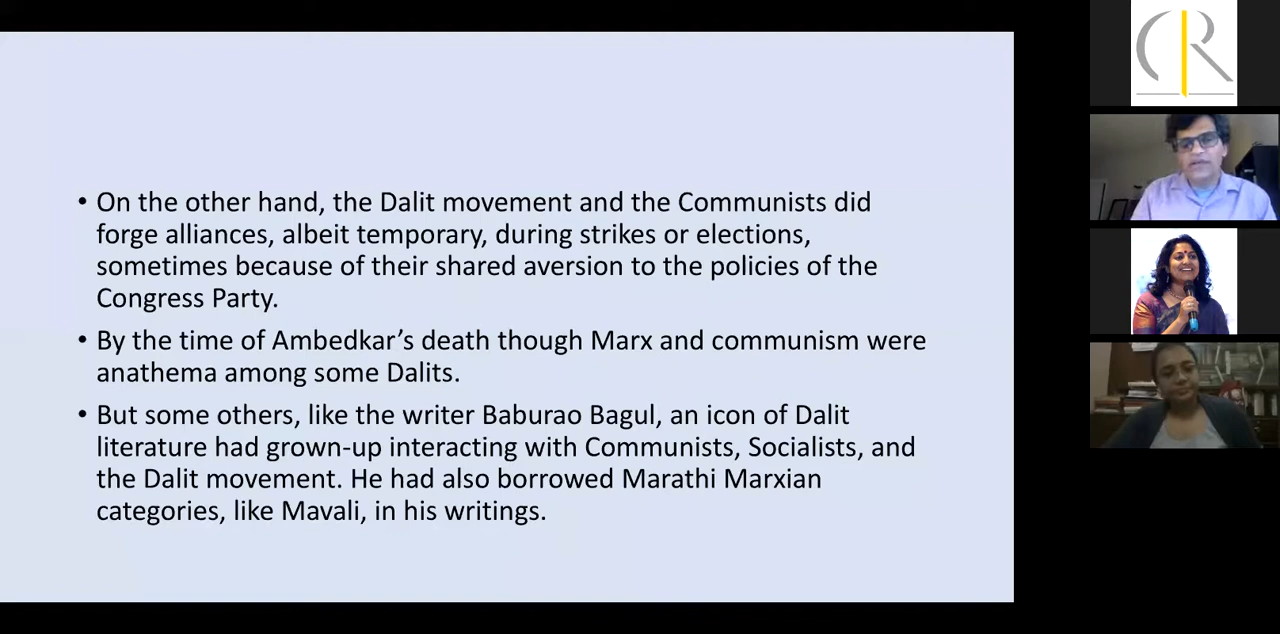 • On the other hand, the Dalit movement and the Communists did
forge alliances, albeit temporary, during strikes or elections,
sometimes because of their shared aversion to the policies of the
Congress Party.
• By the time of Ambedkar’s death though Marx and communism were
anathema among some Dalits.
• But some others, like the writer Baburao Bagul, an icon of Dalit
literature had grown-up interacting with Communists, Socialists, and
the Dalit movement. He had also borrowed Marathi Marxian
categories, like Mavali, in his writings.
CR